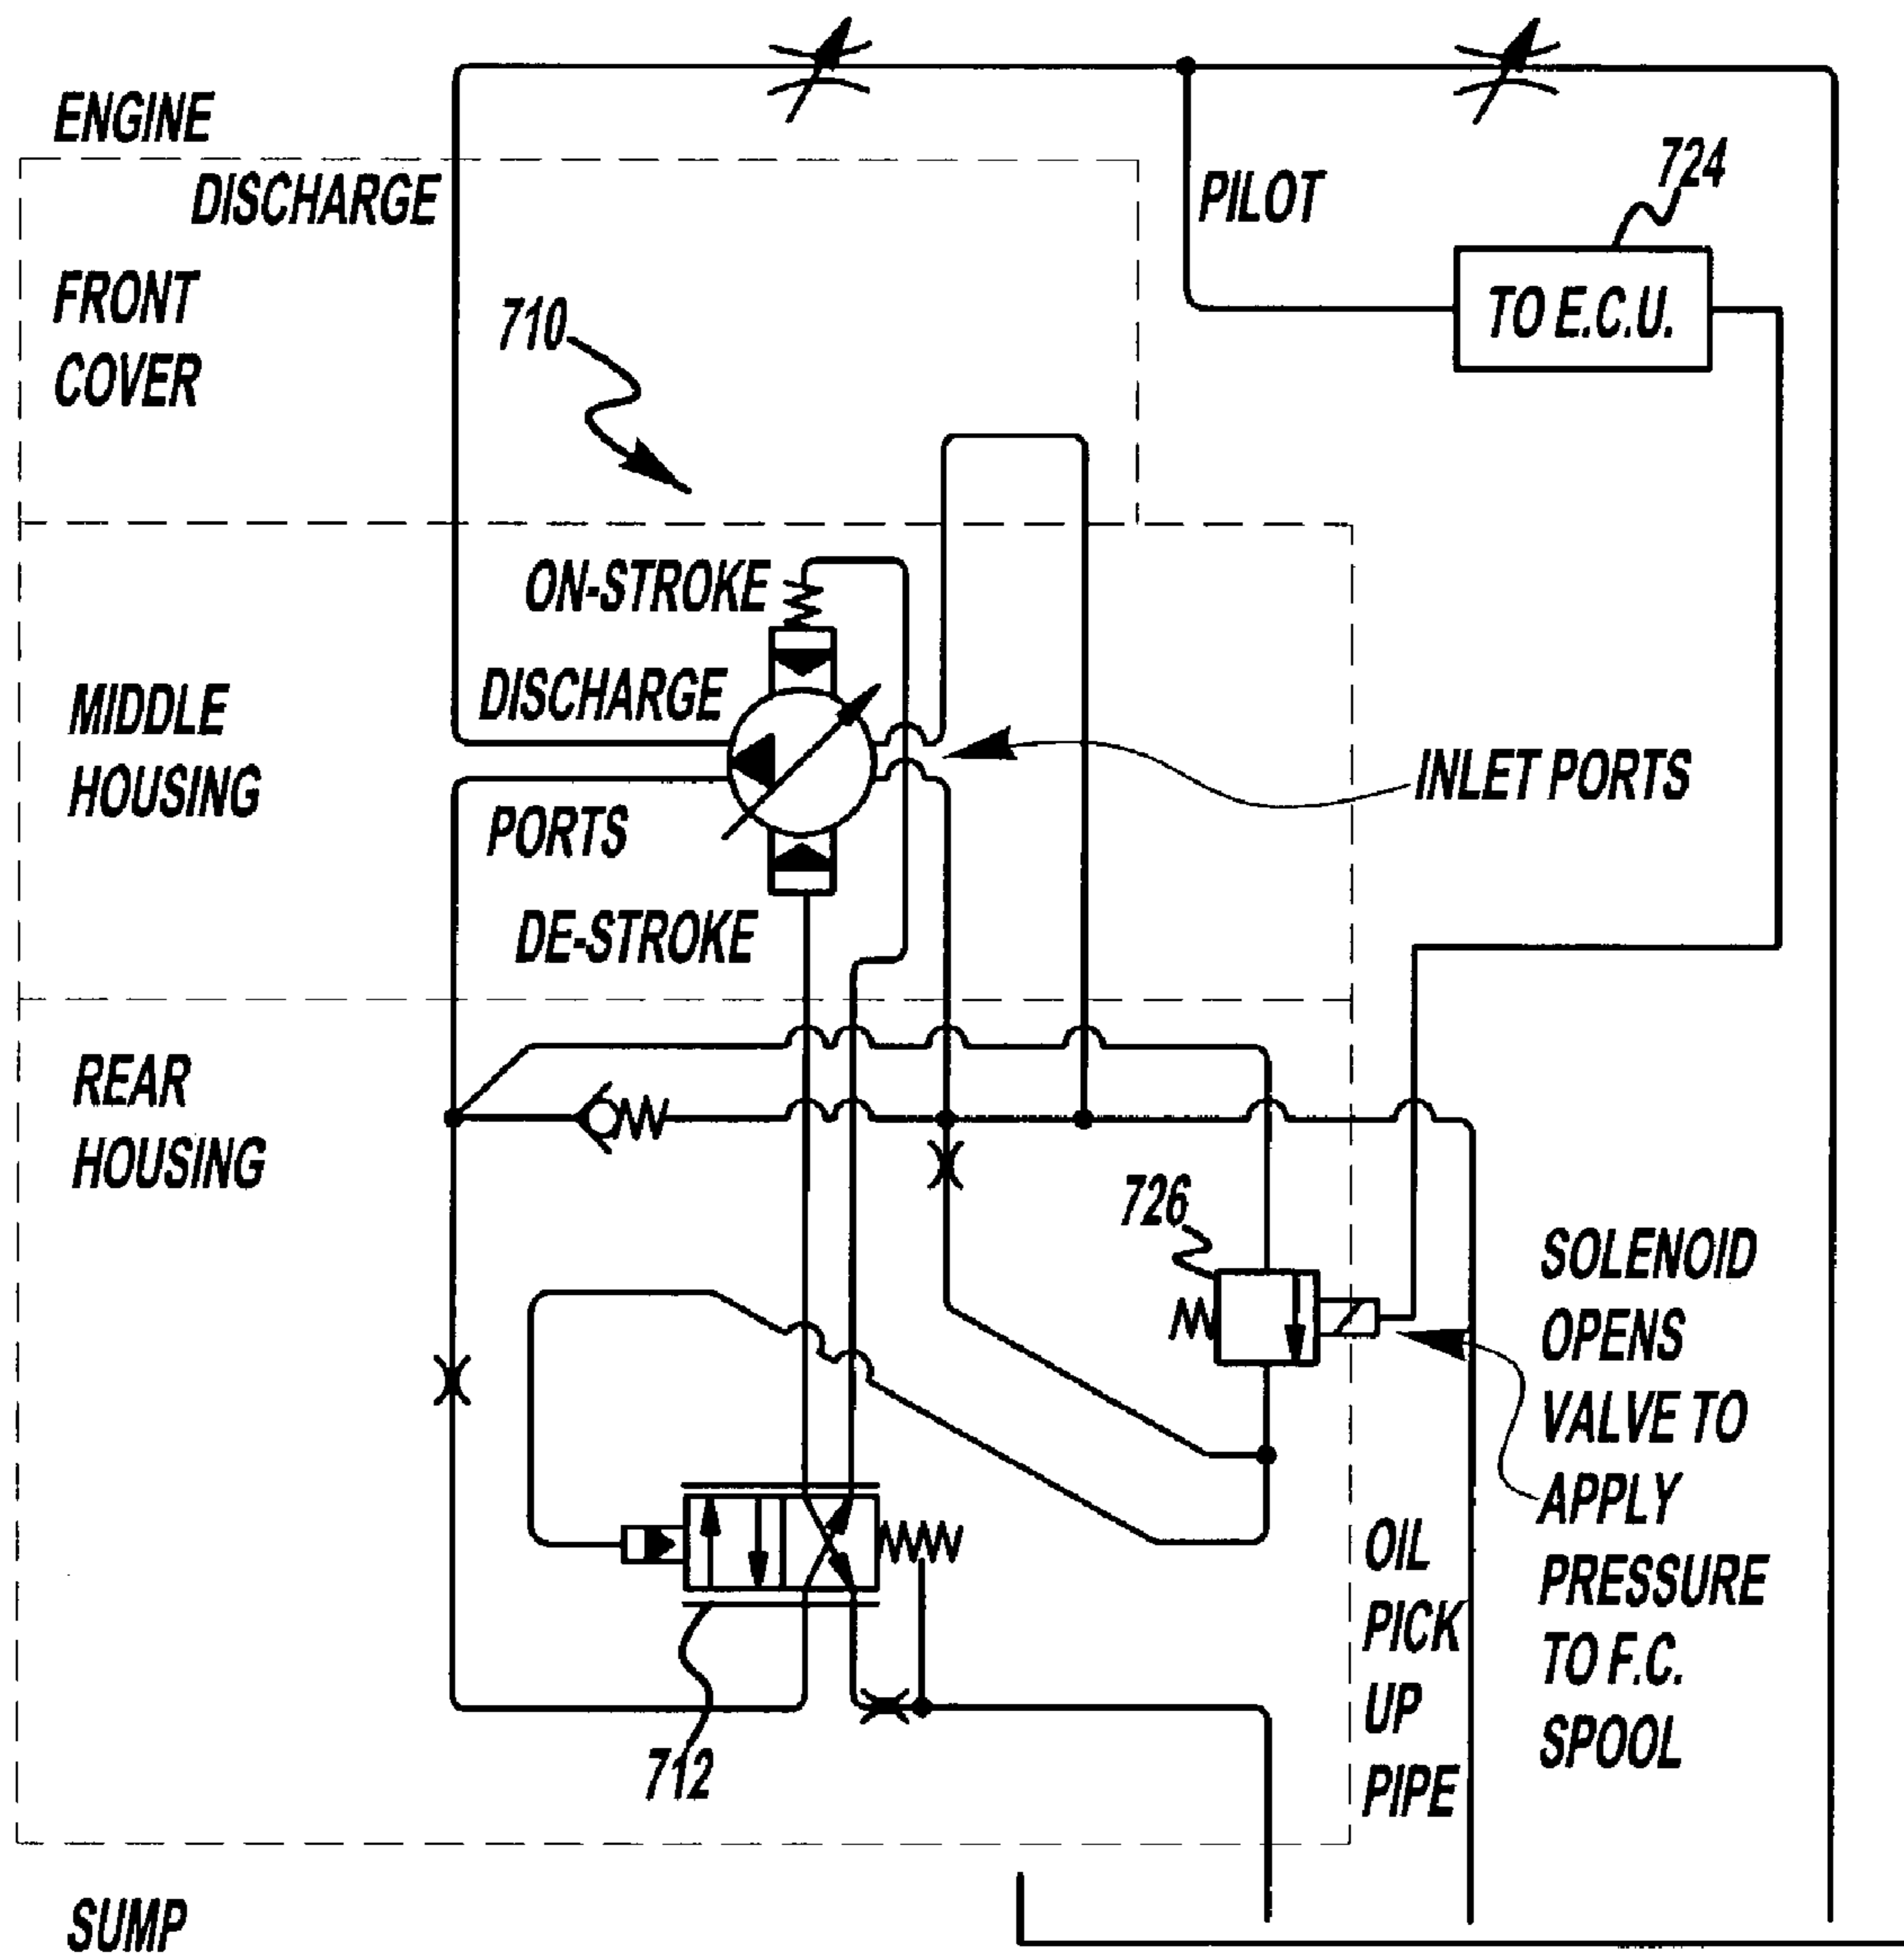 ENGINE
DISCHARGE
FRONT
COVER
710
PILOT
724
TO E.C.U.
ON-STROKE
DISCHARGE
MIDDLE
HOUSING
PORTS
DE-STROKE
INLET PORTS
REAR
HOUSING
726
712
SOLENOID
OPENS
VALVE TO
APPLY
PRESSURE
TO F.C.
SPOOL
OIL
PICK
UP
PIPE
SUMP